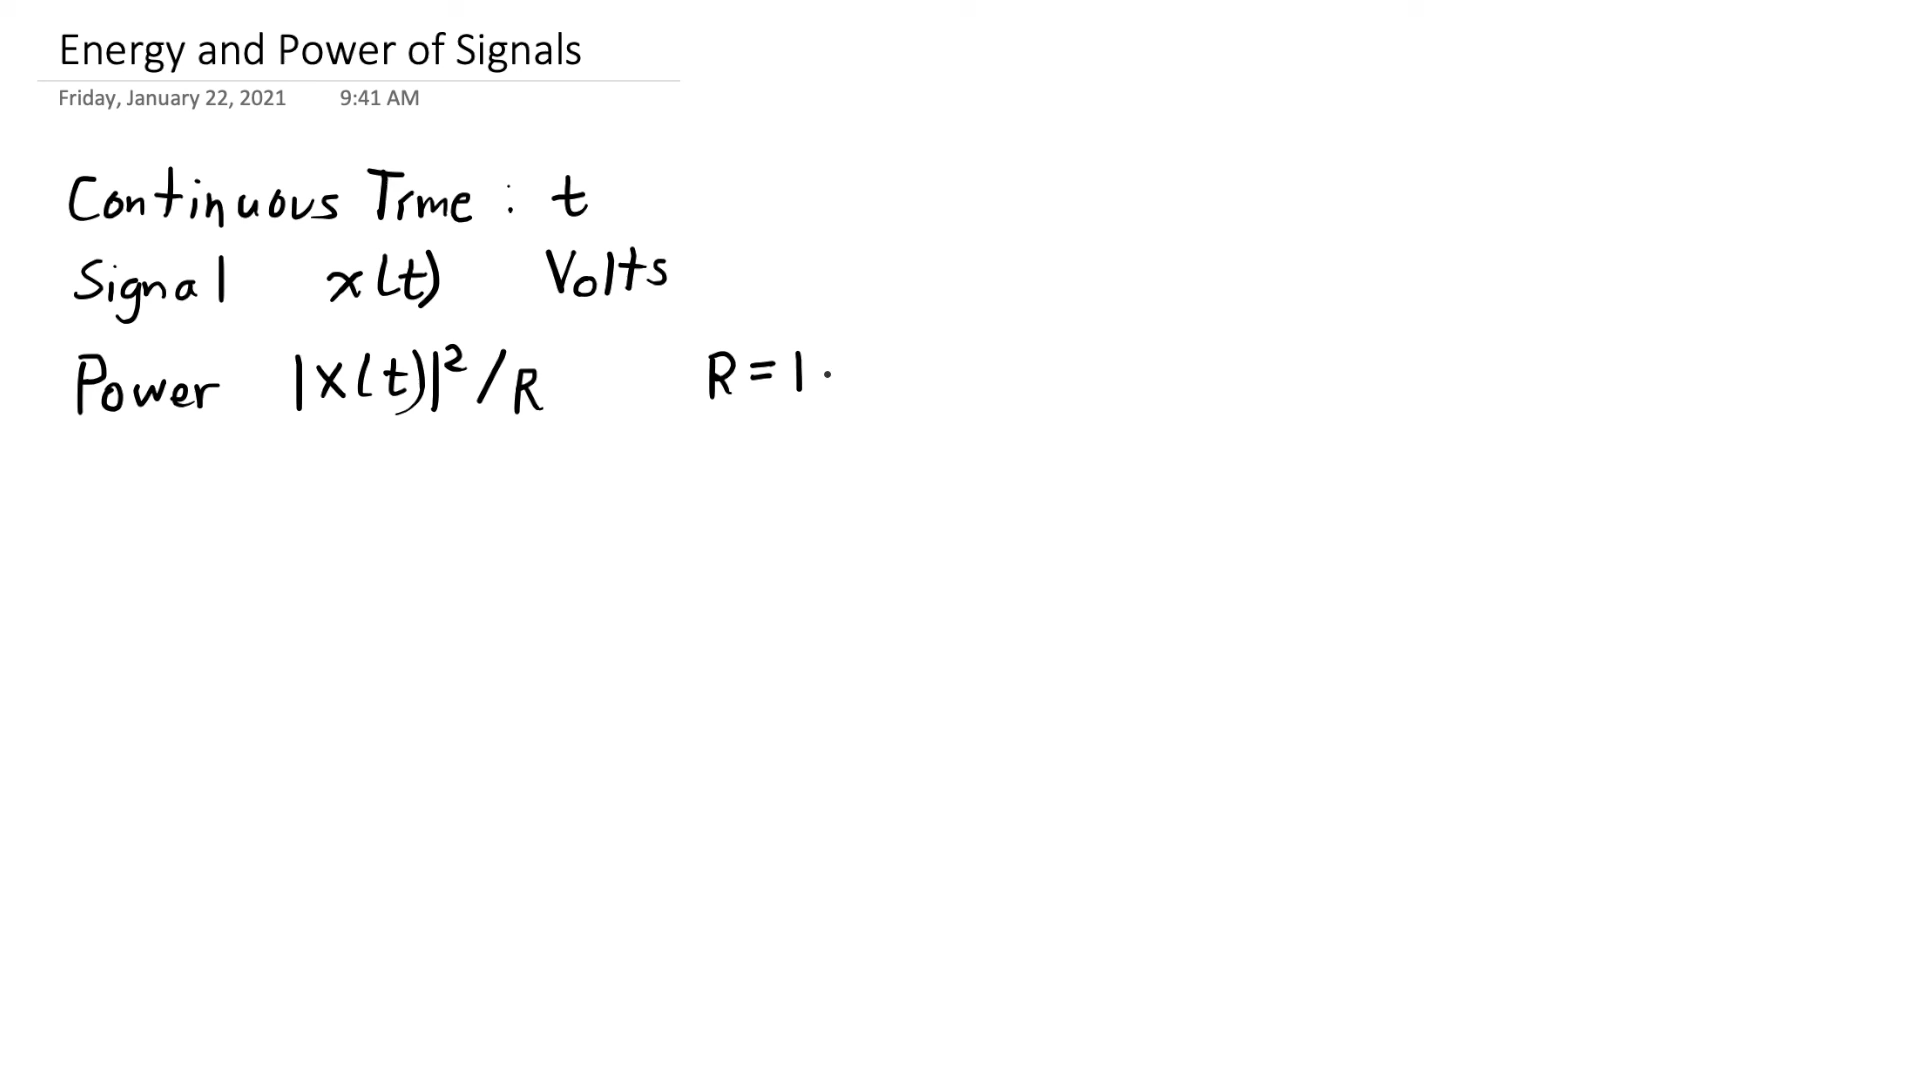 Energy and Power of Signals
Friday, January 22, 2021 9:41 AM
Continuous Time : t
Signal x(t) Volts
Power |x(t)|²/R R = 1